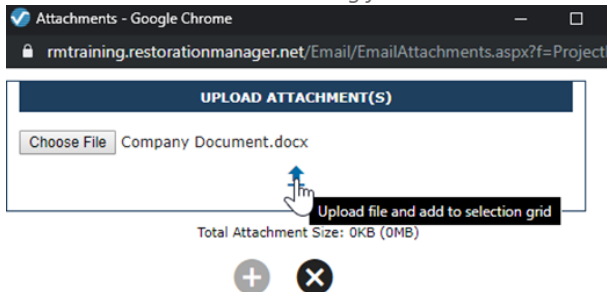 Attachments - Google Chrome
rmtraining.restorationmanager.net/Email/EmailAttachments.aspx?f=Project
UPLOAD ATTACHMENT(S)
Choose File Company Document.docx
Upload file and add to selection grid
Total Attachment Size: 0KB (0MB)